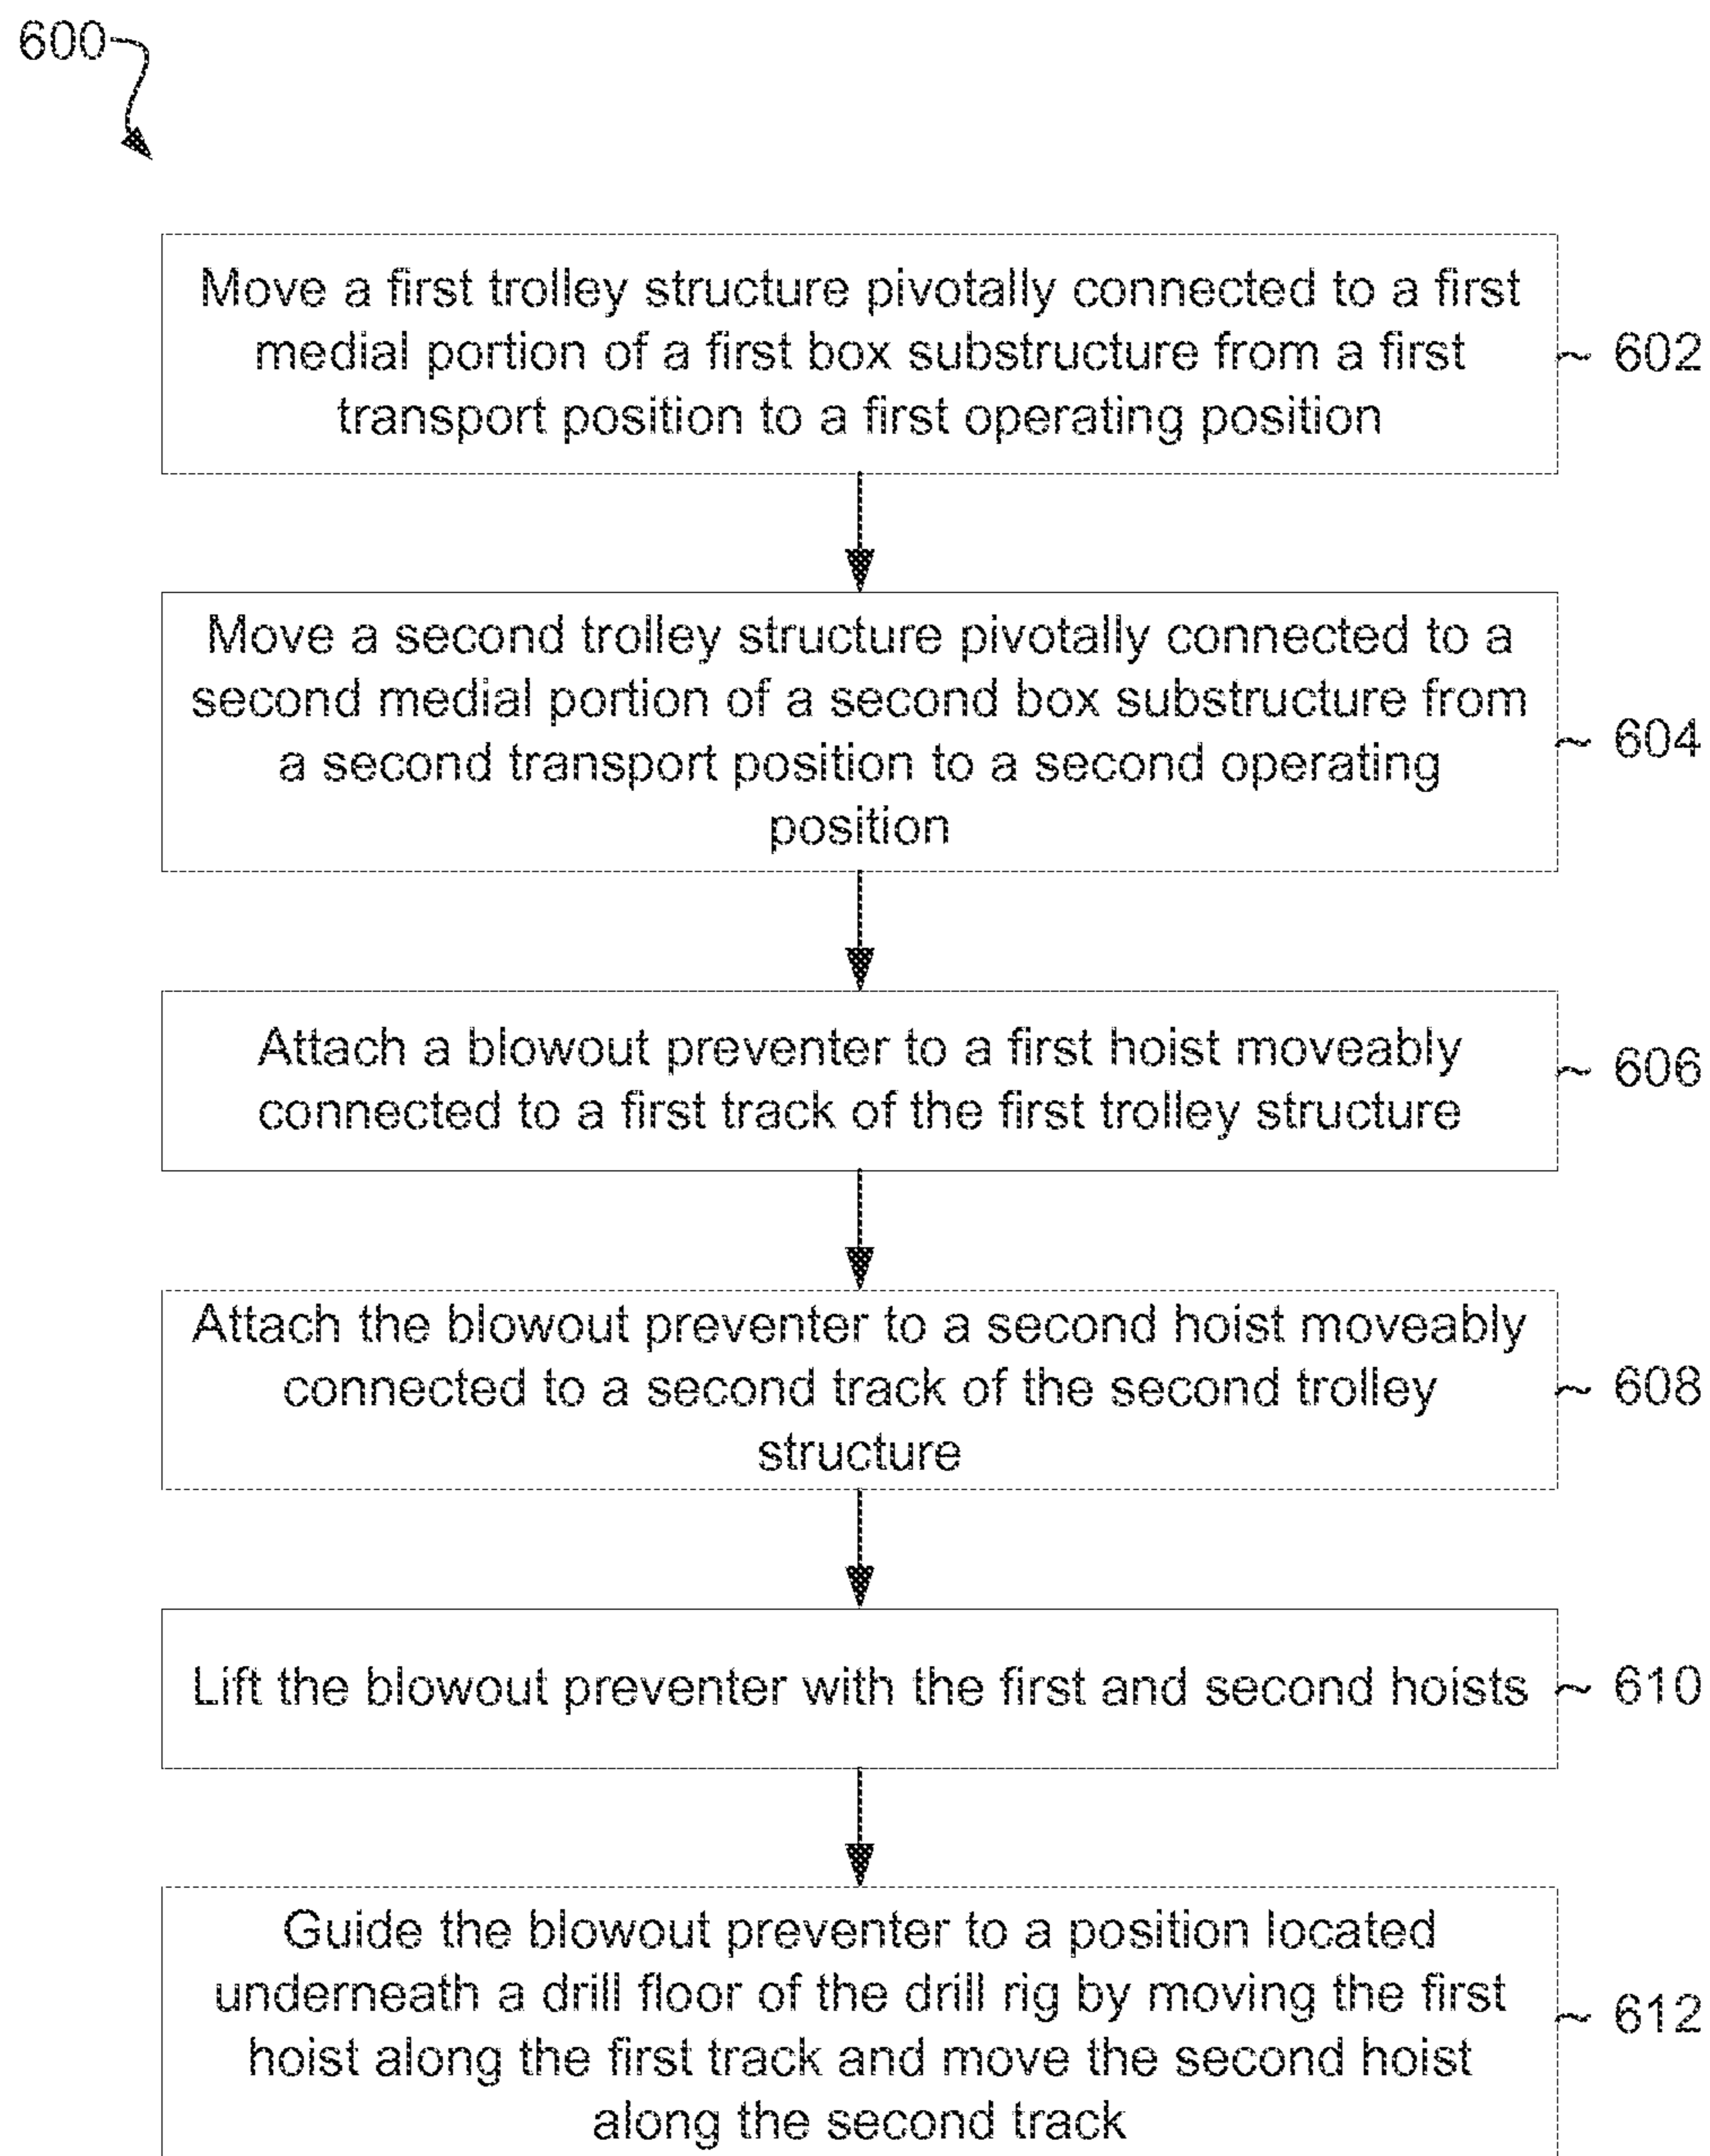 600
Move a first trolley structure pivotally connected to a first
medial portion of a first box substructure from a first
transport position to a first operating position
602
Move a second trolley structure pivotally connected to a
second medial portion of a second box substructure from
a second transport position to a second operating
position
604
Attach a blowout preventer to a first hoist moveably
connected to a first track of the first trolley structure
606
Attach the blowout preventer to a second hoist moveably
connected to a second track of the second trolley
structure
608
Lift the blowout preventer with the first and second hoists
610
Guide the blowout preventer to a position located
underneath a drill floor of the drill rig by moving the first
hoist along the first track and move the second hoist
along the second track
612